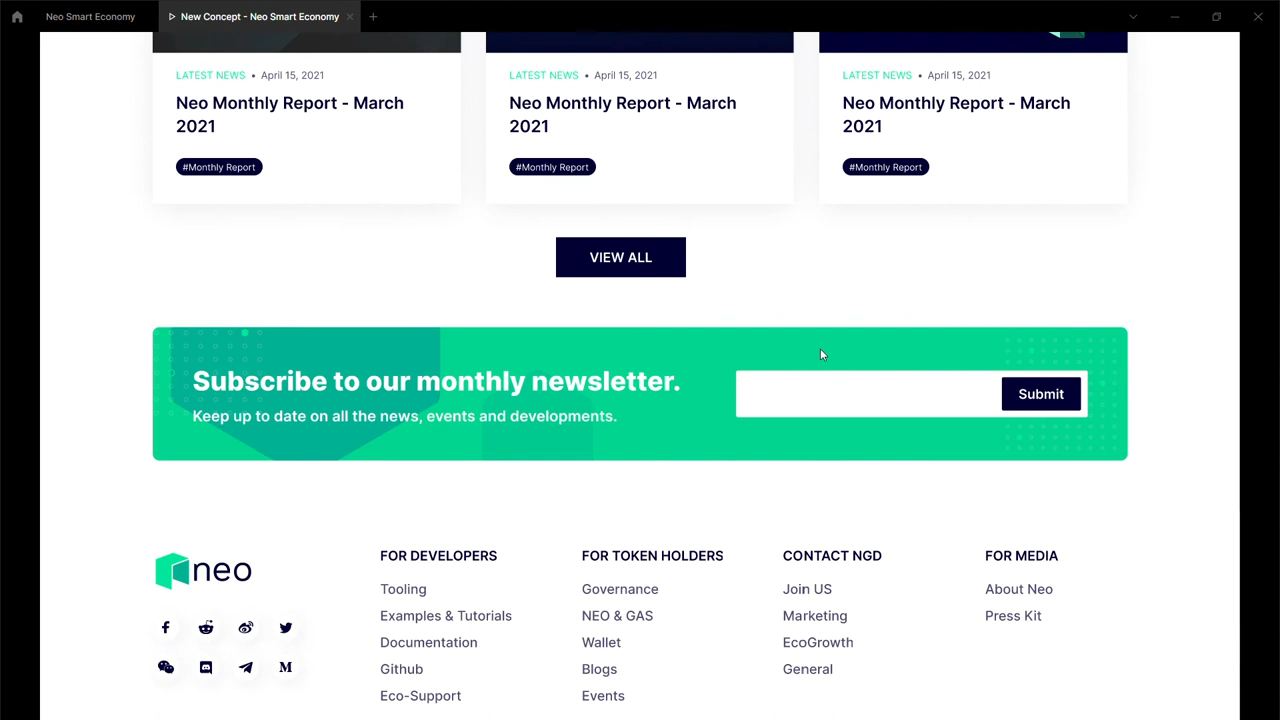 Neo Smart Economy
New Concept - Neo Smart Economy
LATEST NEWS • April 15, 2021
Neo Monthly Report - March
2021
#Monthly Report
LATEST NEWS • April 15, 2021
Neo Monthly Report - March
2021
#Monthly Report
LATEST NEWS • April 15, 2021
Neo Monthly Report - March
2021
#Monthly Report
VIEW ALL
Subscribe to our monthly newsletter.
Keep up to date on all the news, events and developments.
Submit
neo
FOR DEVELOPERS
Tooling
Examples & Tutorials
Documentation
Github
Eco-Support
FOR TOKEN HOLDERS
Governance
NEO & GAS
Wallet
Blogs
Events
CONTACT NGD
Join US
Marketing
EcoGrowth
General
FOR MEDIA
About Neo
Press Kit